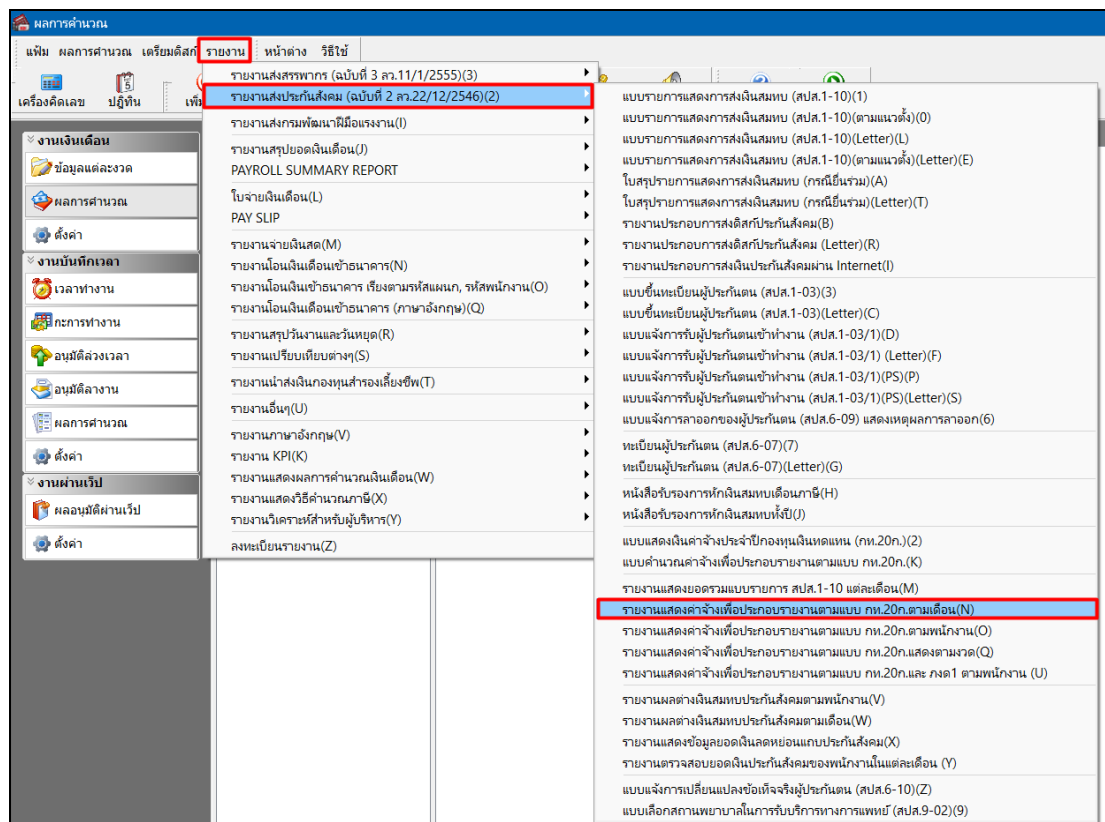 ผลการคำนวณ
แฟ้ม ผลการคำนวณ เตรียมดิสก์ รายงาน หน้าต่าง วิธีใช้
เครื่องคิดเลข ปฏิทิน
งานเงินเดือน
ข้อมูลแต่ละงวด
ผลการคำนวณ
ตั้งค่า
งานบันทึกเวลา
เวลาทำงาน
กะการทำงาน
อนุมัติล่วงเวลา
อนุมัติลางาน
ผลการคำนวณ
ตั้งค่า
งานผ่านเว็ป
ผลอนุมัติผ่านเว็ป
ตั้งค่า
รายงานส่งสรรพากร (ฉบับที่ 3 ลว.11/1/2555)(3)
รายงานส่งประกันสังคม (ฉบับที่ 2 ลว.22/12/2546)(2)
รายงานส่งกรมพัฒนาฝีมือแรงงาน(I)
รายงานสรุปยอดเงินเดือน(J)
PAYROLL SUMMARY REPORT
ใบจ่ายเงินเดือน(L)
PAY SLIP
รายงานจ่ายเงินสด(M)
รายงานโอนเงินเดือนเข้าธนาคาร(N)
รายงานโอนเงินเข้าธนาคาร เรียงตามรหัสแผนก, รหัสพนักงาน(O)
รายงานโอนเงินเดือนเข้าธนาคาร (ภาษาอังกฤษ)(Q)
รายงานสรุปวันงานและวันหยุด(R)
รายงานเปรียบเทียบต่างๆ(S)
รายงานนำส่งเงินกองทุนสำรองเลี้ยงชีพ(T)
รายงานอื่นๆ(U)
รายงานภาษาอังกฤษ(V)
รายงาน KPI(K)
รายงานแสดงผลการคำนวณเงินเดือน(W)
รายงานแสดงวิธีคำนวณภาษี(X)
รายงานวิเคราะห์สำหรับผู้บริหาร(Y)
ลงทะเบียนรายงาน(Z)
แบบรายการแสดงการส่งเงินสมทบ (สปส.1-10)(1)
แบบรายการแสดงการส่งเงินสมทบ (สปส.1-10)(ตามแนวตั้ง)(0)
แบบรายการแสดงการส่งเงินสมทบ (สปส.1-10)(Letter)(L)
แบบรายการแสดงการส่งเงินสมทบ (สปส.1-10)(ตามแนวตั้ง)(Letter)(E)
ใบสรุปรายการแสดงการส่งเงินสมทบ (กรณียื่นร่วม)(A)
ใบสรุปรายการแสดงการส่งเงินสมทบ (กรณียื่นร่วม)(Letter)(T)
รายงานประกอบการส่งดิสก์ประกันสังคม(B)
รายงานประกอบการส่งดิสก์ประกันสังคม (Letter)(R)
รายงานประกอบการส่งเงินประกันสังคมผ่าน Internet(I)
แบบขึ้นทะเบียนผู้ประกันตน (สปส.1-03)(3)
แบบขึ้นทะเบียนผู้ประกันตน (สปส.1-03)(Letter)(C)
แบบแจ้งการรับผู้ประกันตนเข้าทำงาน (สปส.1-03/1)(D)
แบบแจ้งการรับผู้ประกันตนเข้าทำงาน (สปส.1-03/1) (Letter)(F)
แบบแจ้งการรับผู้ประกันตนเข้าทำงาน (สปส.1-03/1)(PS)(P)
แบบแจ้งการรับผู้ประกันตนเข้าทำงาน (สปส.1-03/1)(PS)(Letter)(S)
แบบแจ้งการลาออกของผู้ประกันตน (สปส.6-09) แสดงเหตุผลการลาออก(6)
ทะเบียนผู้ประกันตน (สปส.6-07)(7)
ทะเบียนผู้ประกันตน (สปส.6-07)(Letter)(G)
หนังสือรับรองการหักเงินสมทบเดือนภาษี(H)
หนังสือรับรองการหักเงินสมทบทั้งปี(J)
แบบแสดงเงินค่าจ้างประจำปีกองทุนเงินทดแทน (กท.20ก.)(2)
แบบคำนวณค่าจ้างเพื่อประกอบรายงานตามแบบ กท.20ก.(K)
รายงานแสดงยอดรวมแบบรายการ สปส.1-10 แต่ละเดือน(M)
รายงานแสดงค่าจ้างเพื่อประกอบรายงานตามแบบ กท.20ก.ตามเดือน(N)
รายงานแสดงค่าจ้างเพื่อประกอบรายงานตามแบบ กท.20ก.ตามพนักงาน(O)
รายงานแสดงค่าจ้างเพื่อประกอบรายงานตามแบบ กท.20ก.แสดงตามงวด(Q)
รายงานแสดงค่าจ้างเพื่อประกอบรายงานตามแบบ กท.20ก.และ กงด1 ตามพนักงาน (U)
รายงานผลต่างเงินสมทบประกันสังคมตามพนักงาน(V)
รายงานผลต่างเงินสมทบประกันสังคมตามเดือน(W)
รายงานแสดงข้อมูลยอดเงินลดหย่อนแถบประกันสังคม(X)
รายงานตรวจสอบยอดเงินประกันสังคมของพนักงานในแต่ละเดือน (Y)
แบบแจ้งการเปลี่ยนแปลงข้อเท็จจริงผู้ประกันตน (สปส.6-10)(Z)
แบบเลือกสถานพยาบาลในการรับบริการทางการแพทย์ (สปส.9-02)(9)